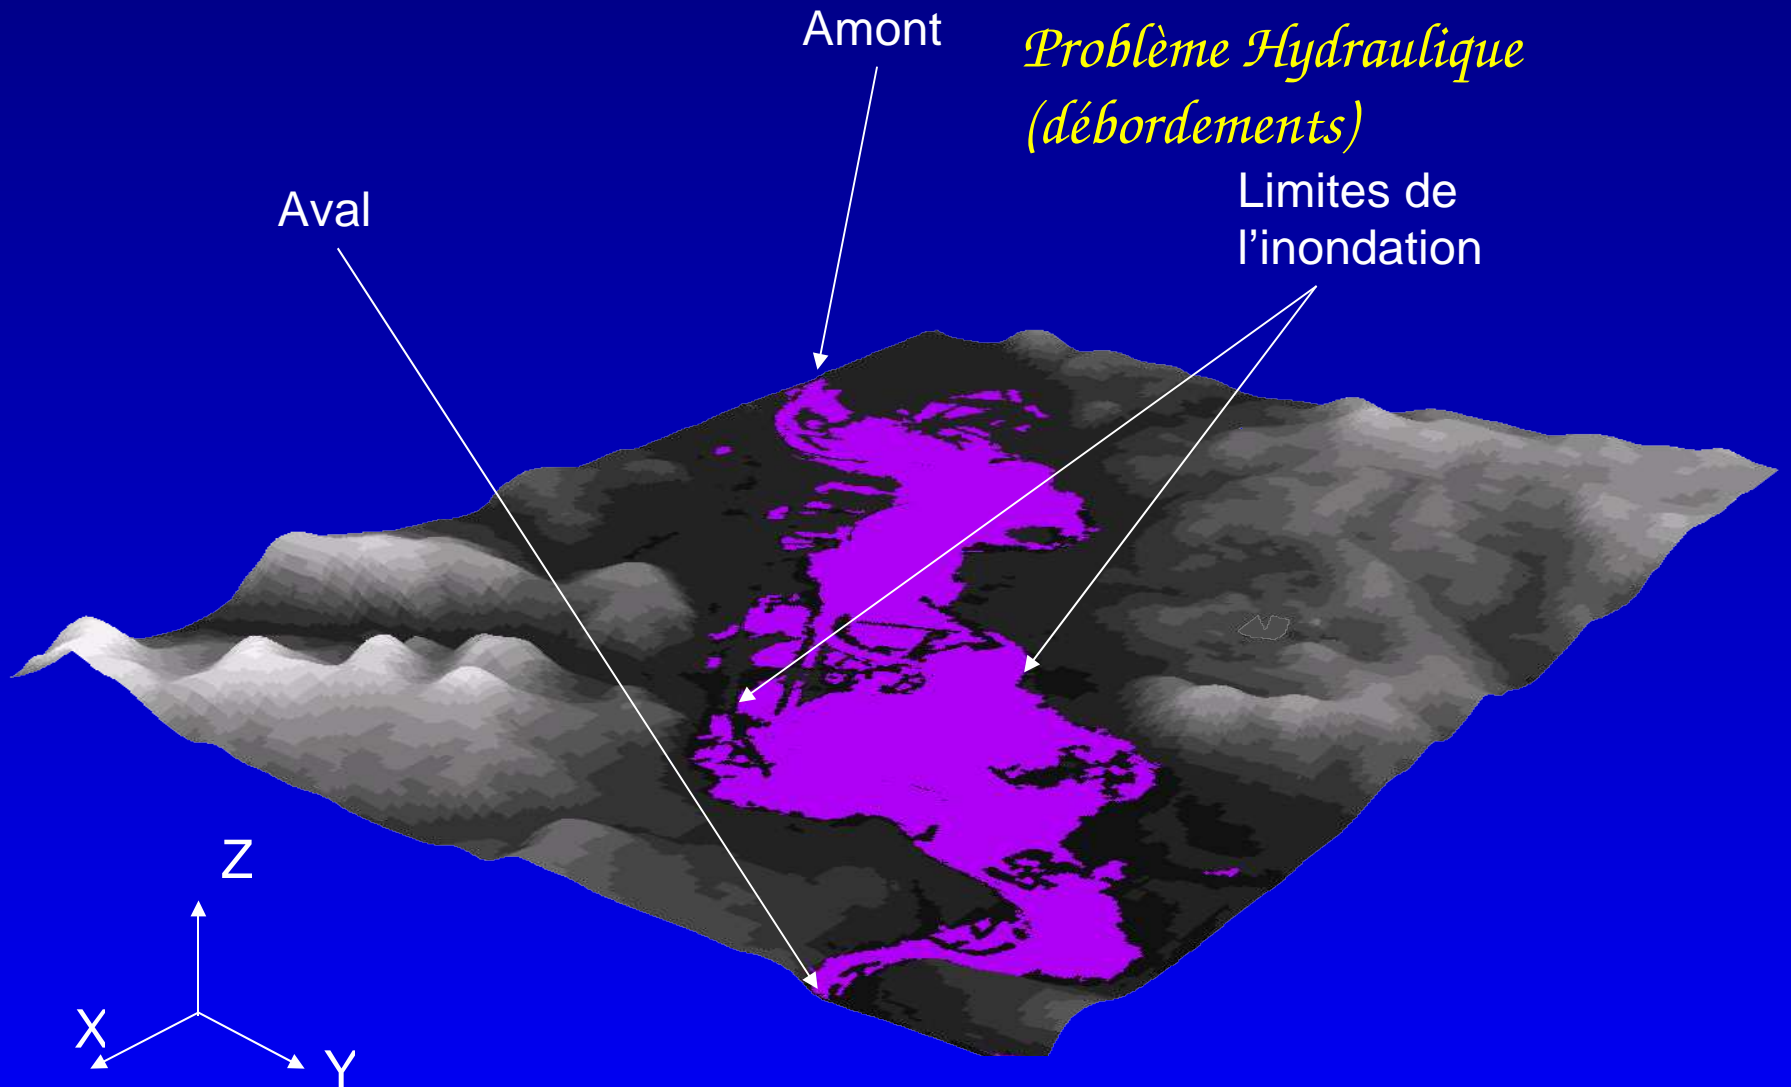 Amont
Problème Hydraulique
(débordements)
Aval
Limites de
l’inondation
Z
X
Y